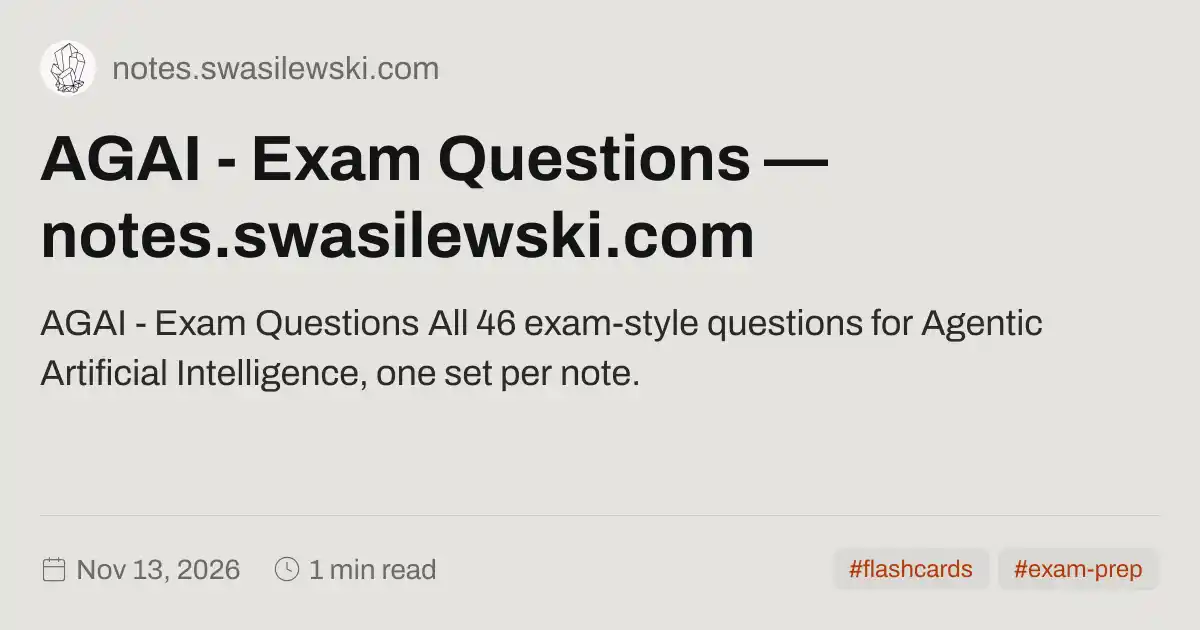 notes.swasilewski.com
AGAI - Exam Questions —
notes.swasilewski.com
AGAI - Exam Questions All 46 exam-style questions for Agentic
Artificial Intelligence, one set per note.
Nov 13, 2026 1 min read #flashcards #exam-prep